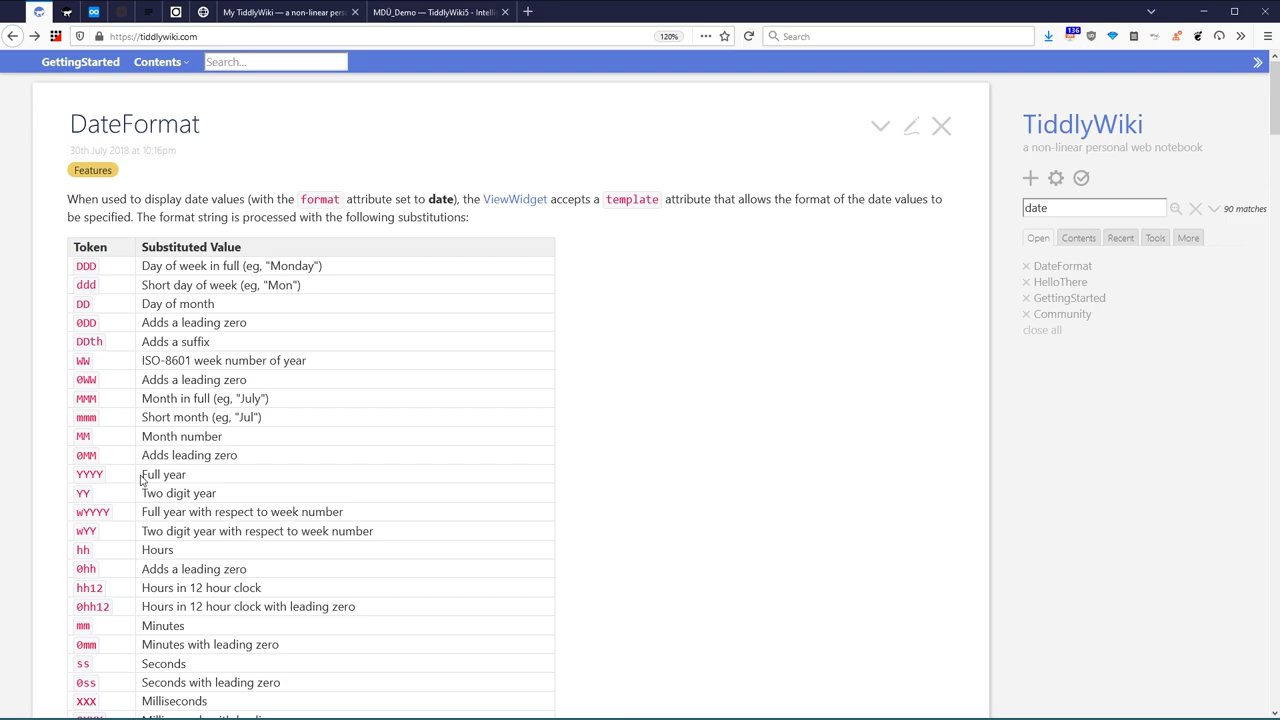 My TiddlyWiki — a non-linear pers
MDÜ_Demo — TiddlyWiki5 - Intelli
https://tiddlywiki.com
120%
Search
136
GettingStarted
Contents
Search...
DateFormat
30th July 2018 at 10:16pm
Features
When used to display date values (with the format attribute set to date), the ViewWidget accepts a template attribute that allows the format of the date values to
be specified. The format string is processed with the following substitutions:
Token Substituted Value
DDD Day of week in full (eg, "Monday")
ddd Short day of week (eg, "Mon")
DD Day of month
0DD Adds a leading zero
DDth Adds a suffix
WW ISO-8601 week number of year
0WW Adds a leading zero
MMM Month in full (eg, "July")
mmm Short month (eg, "Jul")
MM Month number
0MM Adds leading zero
YYYY Full year
YY Two digit year
wYYYY Full year with respect to week number
wYY Two digit year with respect to week number
hh Hours
0hh Adds a leading zero
hh12 Hours in 12 hour clock
0hh12 Hours in 12 hour clock with leading zero
mm Minutes
0mm Minutes with leading zero
ss Seconds
0ss Seconds with leading zero
XXX Milliseconds
TiddlyWiki
a non-linear personal web notebook
date
90 matches
Open Contents Recent Tools More
DateFormat
HelloThere
GettingStarted
Community
close all